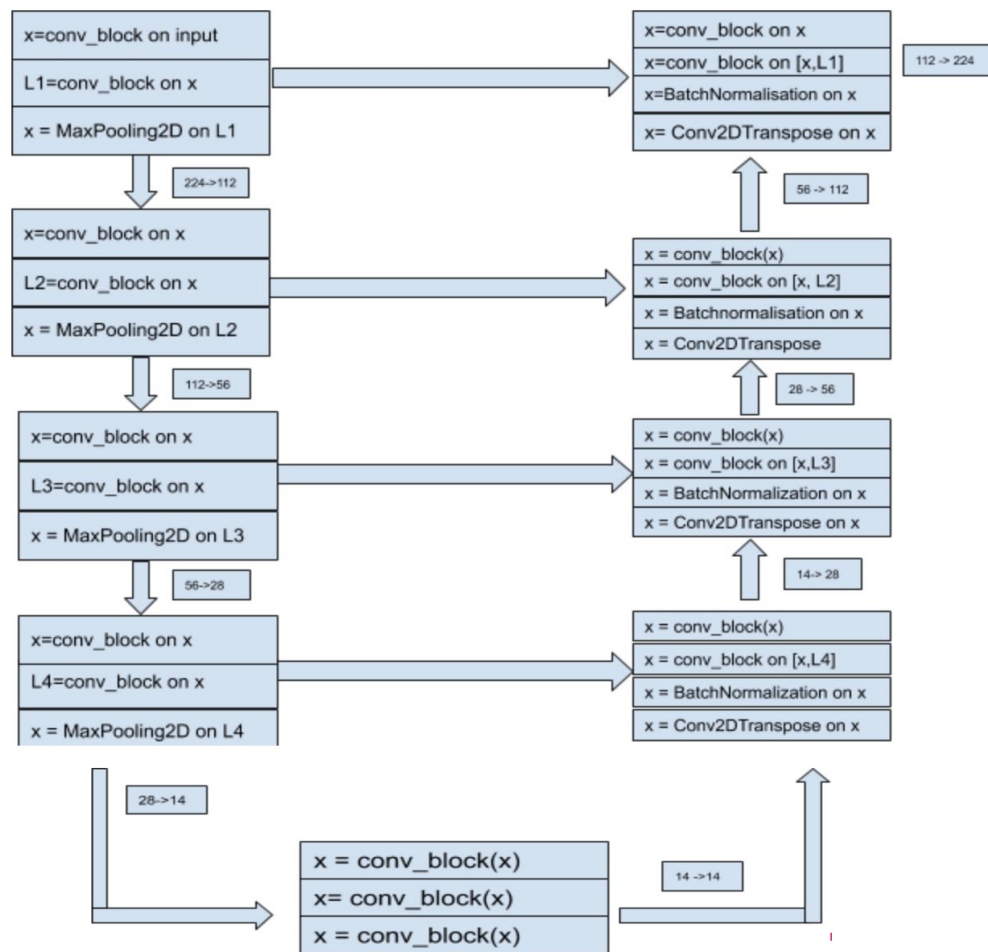 x=conv_block on input
L1=conv_block on x
x = MaxPooling2D on L1
224->112
x=conv_block on x
L2=conv_block on x
x = MaxPooling2D on L2
112->56
x=conv_block on x
L3=conv_block on x
x = MaxPooling2D on L3
56->28
x=conv_block on x
L4=conv_block on x
x = MaxPooling2D on L4
28->14
x = conv_block(x)
x= conv_block(x)
x = conv_block(x)
14 ->14
x = conv_block(x)
x = conv_block on [x,L4]
x = BatchNormalization on x
x = Conv2DTranspose on x
14-> 28
x = conv_block(x)
x = conv_block on [x,L3]
x = BatchNormalization on x
x = Conv2DTranspose on x
28 -> 56
x = conv_block(x)
x = conv_block on [x, L2]
x = Batchnormalisation on x
x = Conv2DTranspose
56 -> 112
x=conv_block on x
x=conv_block on [x,L1]
x=BatchNormalisation on x
x= Conv2DTranspose on x
112 -> 224